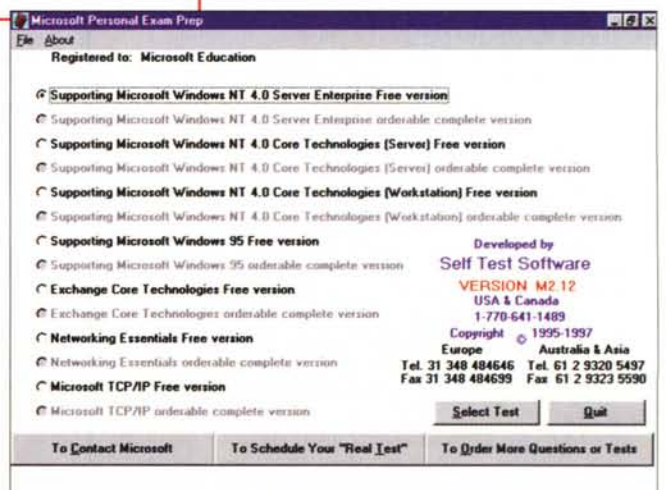 Microsoft Personal Exam Prep
File About
Registered to: Microsoft Education
Supporting Microsoft Windows NT 4.0 Server Enterprise Free version
Supporting Microsoft Windows NT 4.0 Server Enterprise orderable complete version
Supporting Microsoft Windows NT 4.0 Core Technologies (Server) Free version
Supporting Microsoft Windows NT 4.0 Core Technologies (Server) orderable complete version
Supporting Microsoft Windows NT 4.0 Core Technologies (Workstation) Free version
Supporting Microsoft Windows NT 4.0 Core Technologies (Workstation) orderable complete version
Supporting Microsoft Windows 95 Free version
Supporting Microsoft Windows 95 orderable complete version
Exchange Core Technologies Free version
Exchange Core Technologies orderable complete version
Networking Essentials Free version
Networking Essentials orderable complete version
Microsoft TCP/IP Free version
Microsoft TCP/IP orderable complete version
Developed by
Self Test Software
VERSION M2.12
USA & Canada
1-770-641-1489
Copyright © 1995-1997
Europe Australia & Asia
Tel. 31 348 484646 Tel. 61 2 9320 5497
Fax 31 348 484699 Fax 61 2 9323 5590
Select Test Quit
To Contact Microsoft To Schedule Your "Real Test" To Order More Questions or Tests